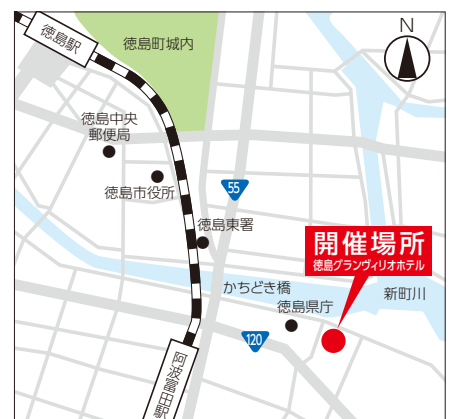 徳島駅
徳島町城内
N
徳島中央
郵便局
徳島市役所
55
徳島東署
開催場所
徳島グランヴィリオホテル
かちどき橋
新町川
徳島県庁
120
阿波富田駅